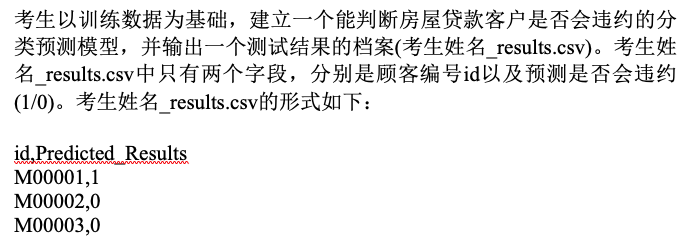 考生以训练数据为基础，建立一个能判断房屋贷款客户是否会违约的分
类预测模型，并输出一个测试结果的档案(考生姓名_results.csv)。考生姓
名_results.csv中只有两个字段，分别是顾客编号id以及预测是否会违约
(1/0)。考生姓名_results.csv的形式如下：
id,Predicted_Results
M00001,1
M00002,0
M00003,0